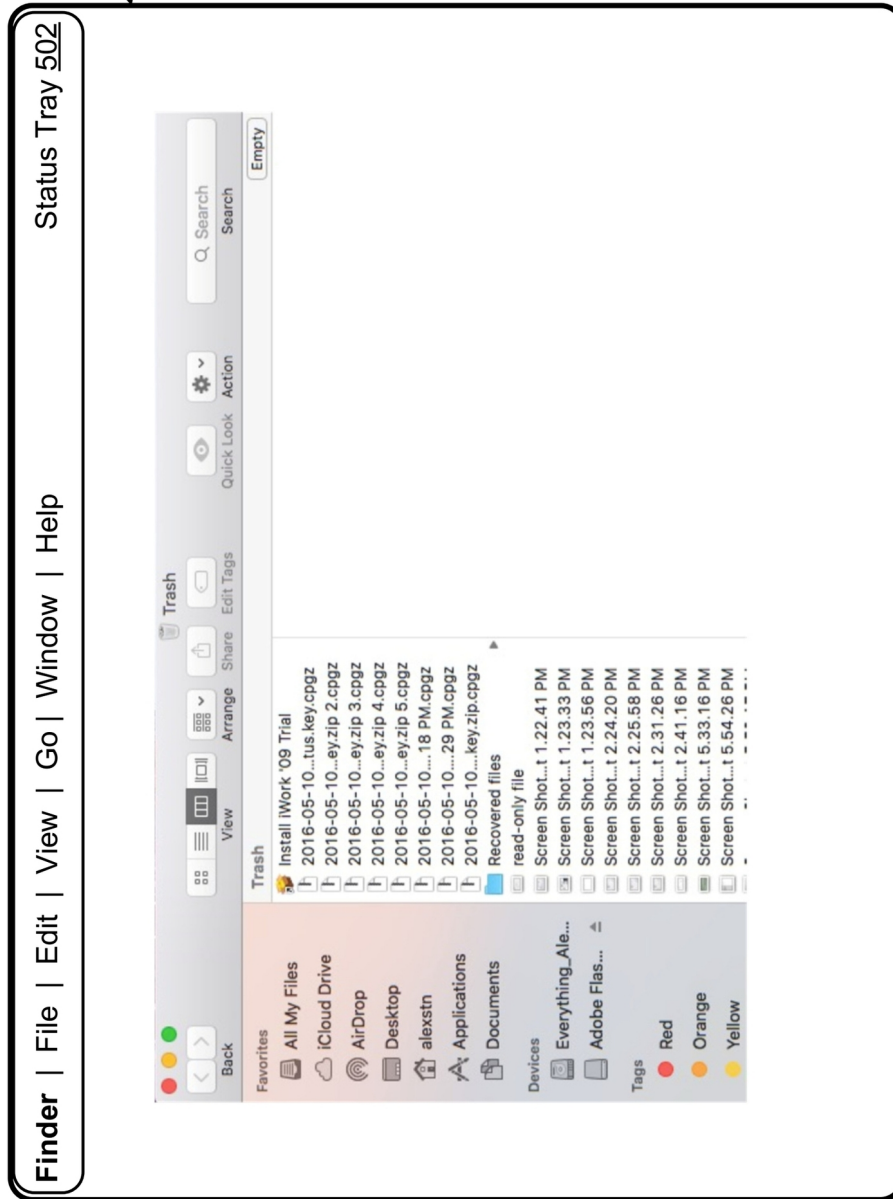 Finder | File | Edit | View | Go | Window | Help Status Tray 502
Trash
Back View Arrange Share Edit Tags Quick Look Action Search
Search
Trash Empty
Favorites
All My Files
iCloud Drive
AirDrop
Desktop
alexstn
Applications
Documents
Devices
Everything_Ale...
Adobe Flas...
Tags
Red
Orange
Yellow
Install iWork '09 Trial
2016-05-10...tus.key.cpgz
2016-05-10...ey.zip 2.cpgz
2016-05-10...ey.zip 3.cpgz
2016-05-10...ey.zip 4.cpgz
2016-05-10...ey.zip 5.cpgz
2016-05-10....18 PM.cpgz
2016-05-10....29 PM.cpgz
2016-05-10....key.zip.cpgz
Recovered files
read-only file
Screen Shot...t 1.22.41 PM
Screen Shot...t 1.23.33 PM
Screen Shot...t 1.23.56 PM
Screen Shot...t 2.24.20 PM
Screen Shot...t 2.25.58 PM
Screen Shot...t 2.31.26 PM
Screen Shot...t 2.41.16 PM
Screen Shot...t 5.33.16 PM
Screen Shot...t 5.54.26 PM